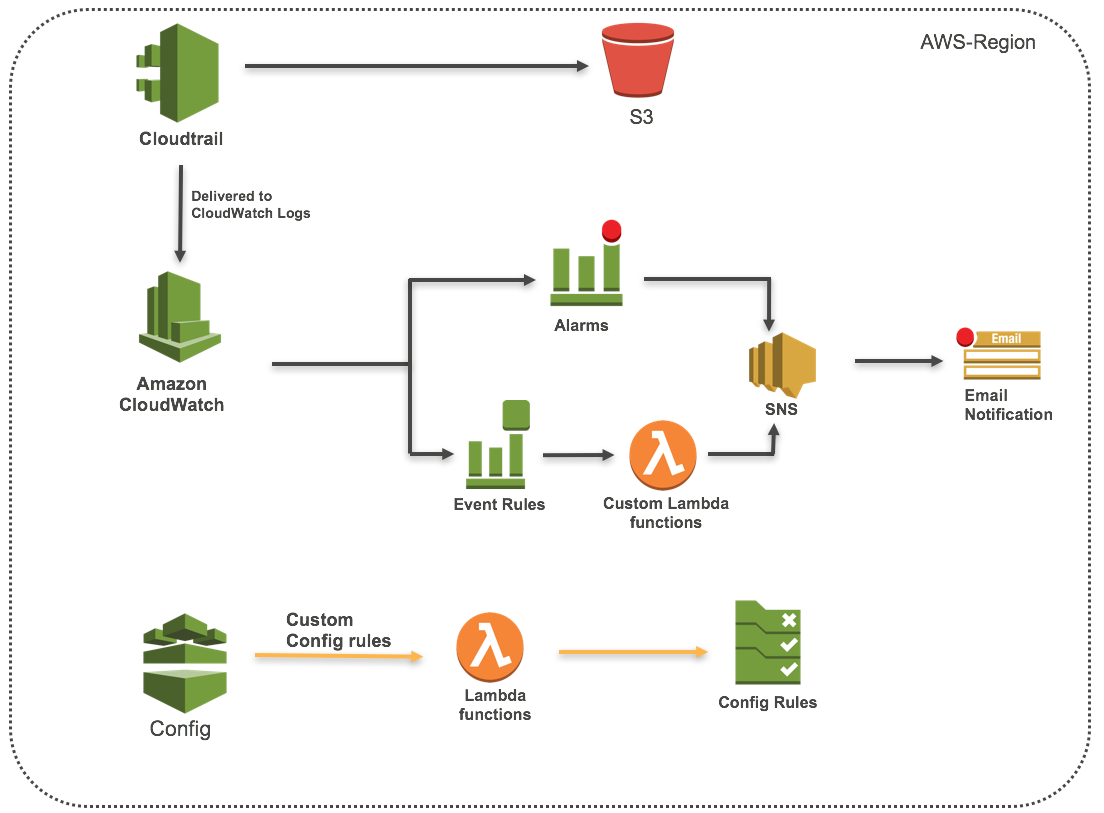 AWS-Region
Cloudtrail
S3
Delivered to
CloudWatch Logs
Alarms
Amazon
CloudWatch
Email
SNS
Email
Notification
Event Rules
Custom Lambda
functions
Custom
Config rules
Config
Lambda
functions
Config Rules